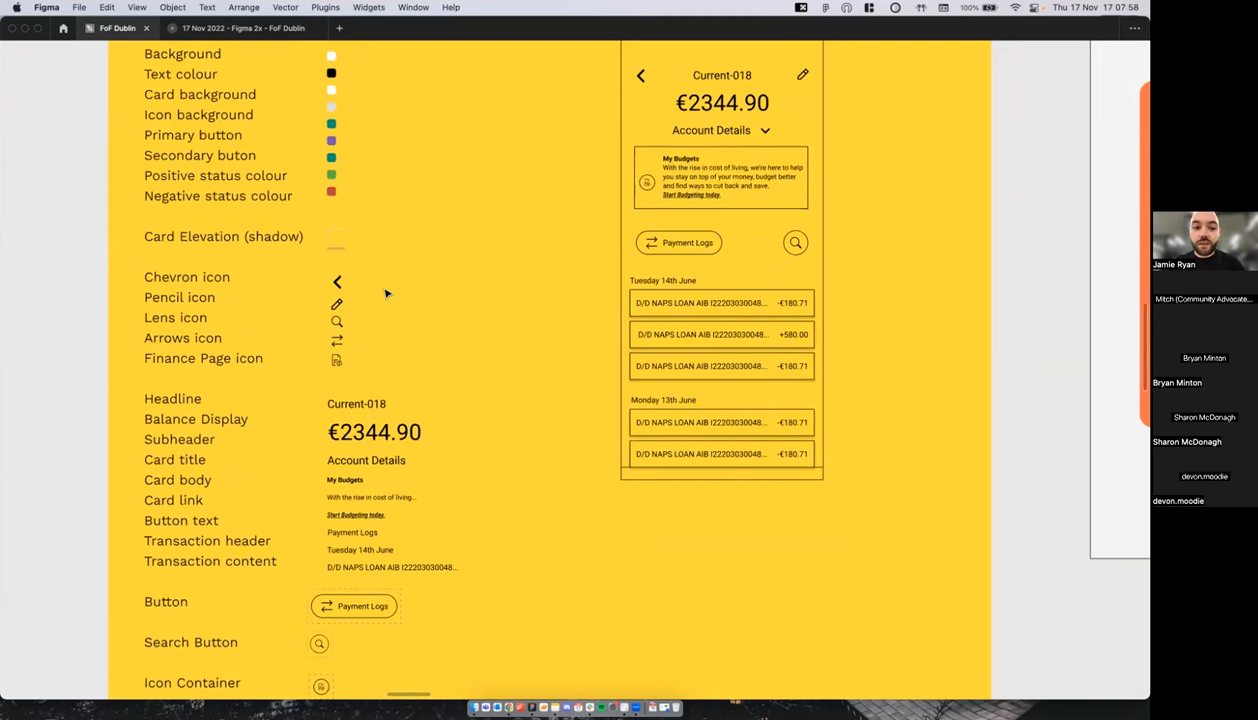 Figma File Edit View Object Text Arrange Vector Plugins Widgets Window Help 100% Thu 17 Nov 17 07:58
FoF Dublin 17 Nov 2022 - Figma 2x - FoF Dublin
Background
Text colour
Card background
Icon background
Primary button
Secondary buton
Positive status colour
Negative status colour
Card Elevation (shadow)
Chevron icon
Pencil icon
Lens icon
Arrows icon
Finance Page icon
Headline
Balance Display
Subheader
Card title
Card body
Card link
Button text
Transaction header
Transaction content
Button
Search Button
Icon Container
Current-018
€2344.90
Account Details
My Budgets
With the rise in cost of living...
Start Budgeting today.
Payment Logs
Tuesday 14th June
D/D NAPS LOAN AIB I22203030048...
Payment Logs
Current-018
€2344.90
Account Details
My Budgets
With the rise in cost of living, we're here to help
you stay on top of your money, budget better
and find ways to cut back and save.
Start Budgeting today.
Payment Logs
Tuesday 14th June
D/D NAPS LOAN AIB I22203030048... -€180.71
D/D NAPS LOAN AIB I22203030048... +580.00
D/D NAPS LOAN AIB I22203030048... -€180.71
Monday 13th June
D/D NAPS LOAN AIB I22203030048... -€180.71
D/D NAPS LOAN AIB I22203030048... -€180.71
Jamie Ryan
Mitch (Community Advocate,...
Bryan Minton
Bryan Minton
Sharon McDonagh
Sharon McDonagh
devon.moodie
devon.moodie